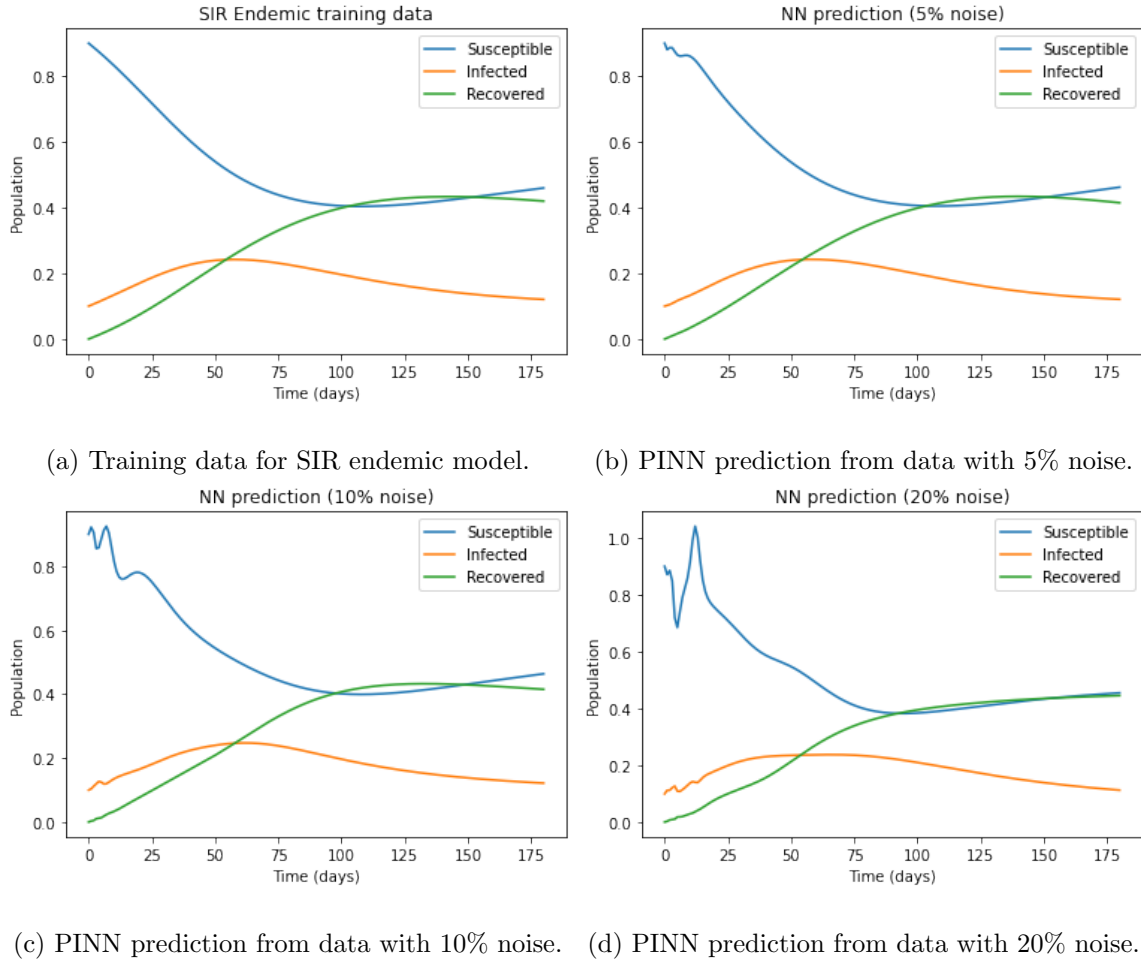 SIR Endemic training data
Susceptible
Infected
Recovered
0.8
0.6
0.4
0.2
0.0
Population
0 25 50 75 100 125 150 175
Time (days)
(a) Training data for SIR endemic model.
NN prediction (5% noise)
Susceptible
Infected
Recovered
0.8
0.6
0.4
0.2
0.0
Population
0 25 50 75 100 125 150 175
Time (days)
(b) PINN prediction from data with 5% noise.
NN prediction (10% noise)
Susceptible
Infected
Recovered
0.8
0.6
0.4
0.2
0.0
Population
0 25 50 75 100 125 150 175
Time (days)
(c) PINN prediction from data with 10% noise.
NN prediction (20% noise)
Susceptible
Infected
Recovered
1.0
0.8
0.6
0.4
0.2
0.0
Population
0 25 50 75 100 125 150 175
Time (days)
(d) PINN prediction from data with 20% noise.